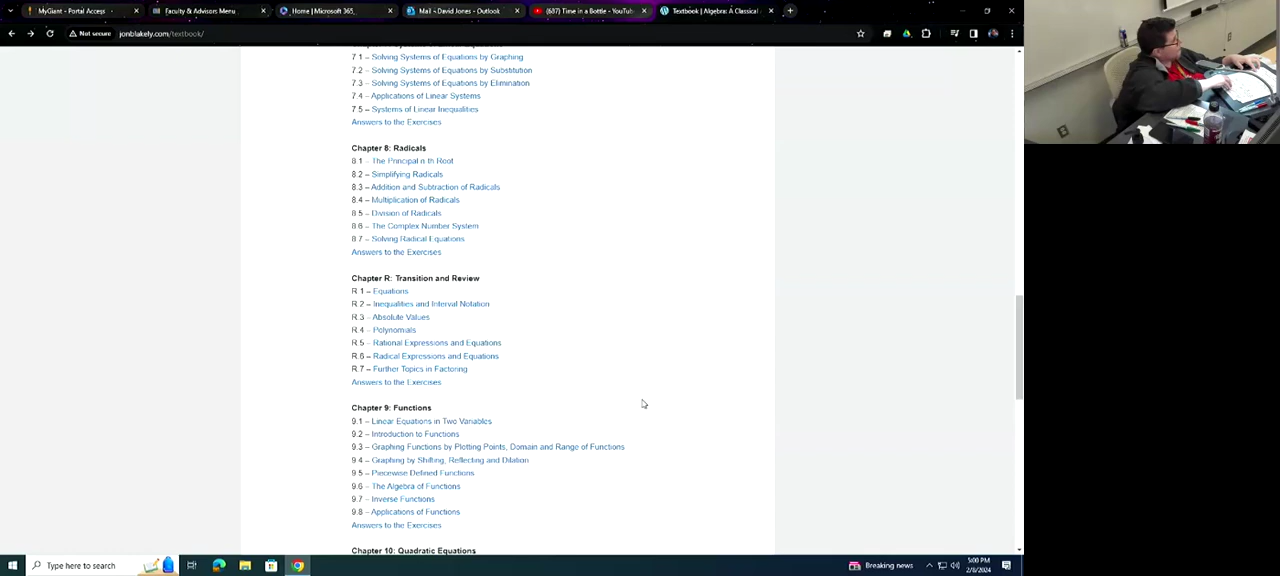 MyGiant - Portal Access
Faculty & Advisors Menu
Home | Microsoft 365
Mail - David Jones - Outlook
(687) Time in a Bottle - YouTub
Textbook | Algebra: A Classical
Not secure jonblakely.com/textbook/
7.1 – Solving Systems of Equations by Graphing
7.2 – Solving Systems of Equations by Substitution
7.3 – Solving Systems of Equations by Elimination
7.4 – Applications of Linear Systems
7.5 – Systems of Linear Inequalities
Answers to the Exercises
Chapter 8: Radicals
8.1 – The Principal n th Root
8.2 – Simplifying Radicals
8.3 – Addition and Subtraction of Radicals
8.4 – Multiplication of Radicals
8.5 – Division of Radicals
8.6 – The Complex Number System
8.7 – Solving Radical Equations
Answers to the Exercises
Chapter R: Transition and Review
R.1 – Equations
R.2 – Inequalities and Interval Notation
R.3 – Absolute Values
R.4 – Polynomials
R.5 – Rational Expressions and Equations
R.6 – Radical Expressions and Equations
R.7 – Further Topics in Factoring
Answers to the Exercises
Chapter 9: Functions
9.1 – Linear Equations in Two Variables
9.2 – Introduction to Functions
9.3 – Graphing Functions by Plotting Points, Domain and Range of Functions
9.4 – Graphing by Shifting, Reflecting and Dilation
9.5 – Piecewise Defined Functions
9.6 – The Algebra of Functions
9.7 – Inverse Functions
9.8 – Applications of Functions
Answers to the Exercises
Chapter 10: Quadratic Equations
Type here to search
Breaking news
5:00 PM
2/8/2024